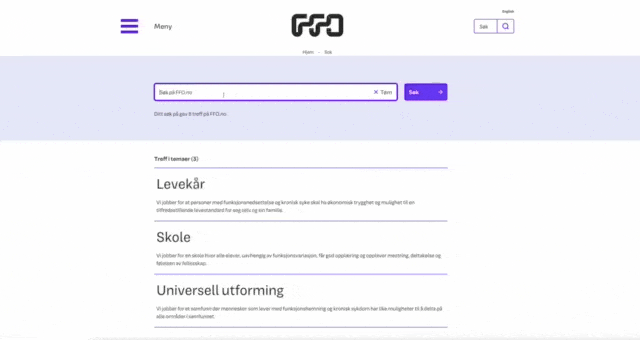 English
Meny
FFO
Søk
Hjem - Søk
Søk på FFO.no
✕ Tøm
Søk →
Ditt søk på gav treff på FFO.no
Treff i temaer (3)
Levekår
Vi jobber for at personer med funksjonsnedsettelse og kronisk syke skal ha økonomisk trygghet og mulighet til en
tilfredsstillende levestandard for seg selv og sin familie.
Skole
Vi jobber for en skole hvor alle elever, uavhengig av funksjonsvariasjon, får god opplæring og opplever mestring, deltakelse og
følelsen av fellesskap.
Universell utforming
Vi jobber for et samfunn der mennesker som lever med funksjonshemning og kronisk sykdom har like muligheter til å delta på
alle områder i samfunnet.